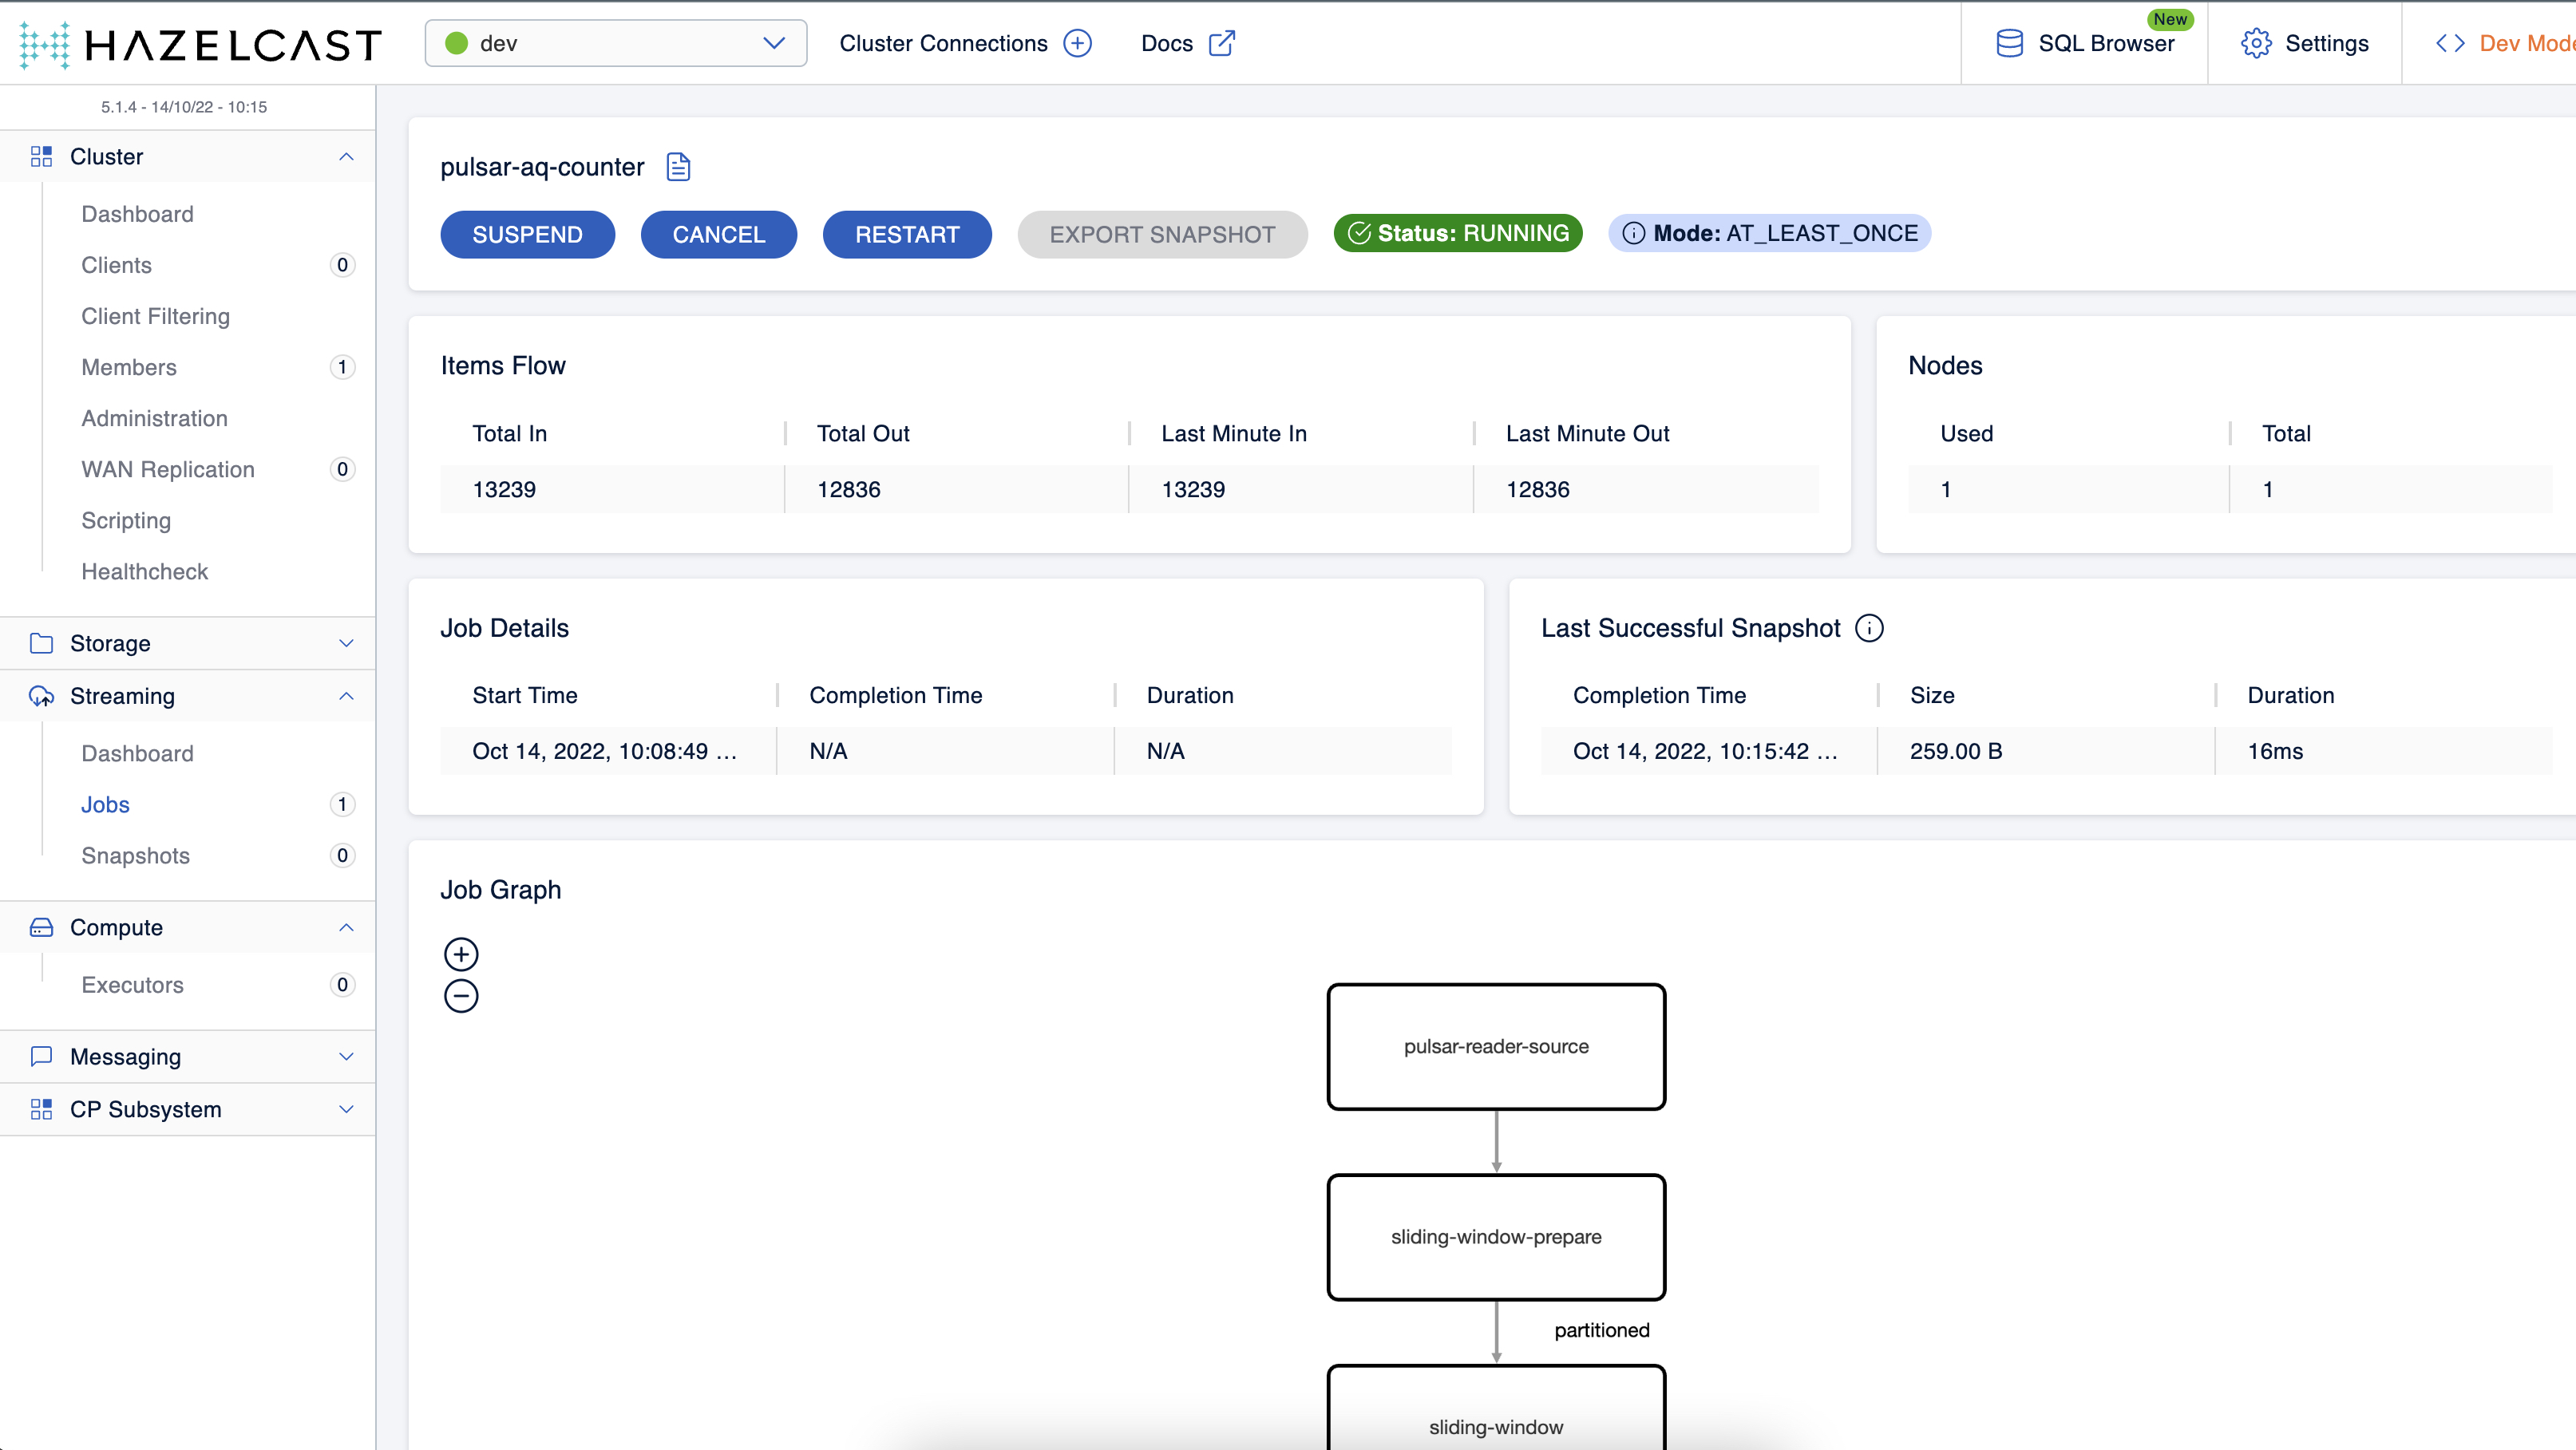 HAZELCAST
dev
Cluster Connections
Docs
New
SQL Browser
Settings
Dev Mode
5.1.4 - 14/10/22 - 10:15
Cluster
Dashboard
Clients 0
Client Filtering
Members 1
Administration
WAN Replication 0
Scripting
Healthcheck
Storage
Streaming
Dashboard
Jobs 1
Snapshots 0
Compute
Executors 0
Messaging
CP Subsystem
pulsar-aq-counter
SUSPEND CANCEL RESTART EXPORT SNAPSHOT Status: RUNNING Mode: AT_LEAST_ONCE
Items Flow
Total In Total Out Last Minute In Last Minute Out
13239 12836 13239 12836
Nodes
Used Total
1 1
Job Details
Start Time Completion Time Duration
Oct 14, 2022, 10:08:49 ... N/A N/A
Last Successful Snapshot
Completion Time Size Duration
Oct 14, 2022, 10:15:42 ... 259.00 B 16ms
Job Graph
pulsar-reader-source
sliding-window-prepare
partitioned
sliding-window